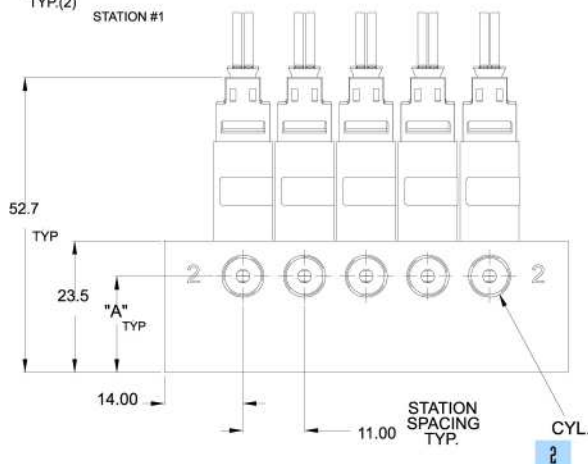 TYP.(2)
STATION #1
52.7
TYP
23.5
"A"
TYP
2
2
14.00
11.00
STATION
SPACING
TYP.
CYL.
2